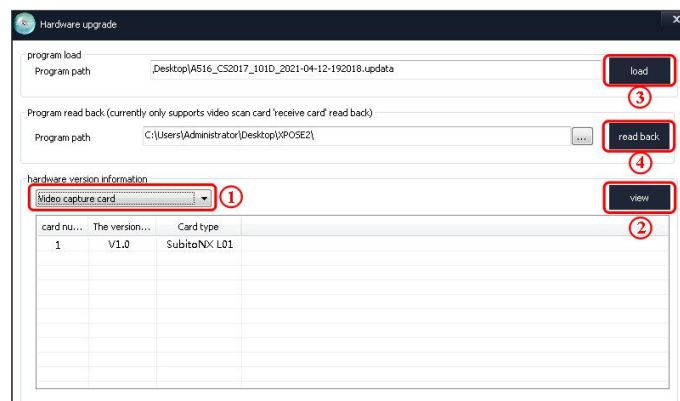 Hardware upgrade
x
program load
Program path ,Desktop\A516_CS2017_101D_2021-04-12-192018.updata load
③
Program read back (currently only supports video scan card 'receive card' read back)
Program path C:\Users\Administrator\Desktop\XPOSE2\ ... read back
④
hardware version information
Video capture card ① view
②
card nu... The version... Card type
1 V1.0 SubitoNX L01